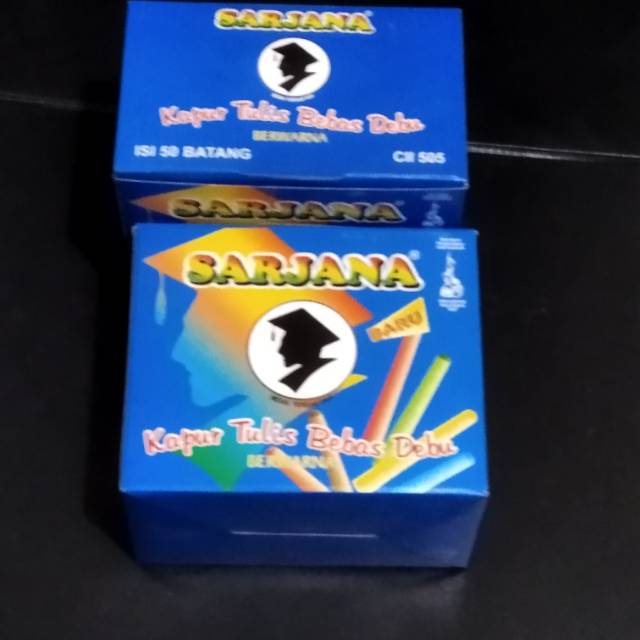 SARJANA
Kapur Tulis Bebas Debu
BERWARNA
ISI 50 BATANG
CII 505
SARJANA
SARJANA
BARU
Kapur Tulis Bebas Debu
BERWARNA